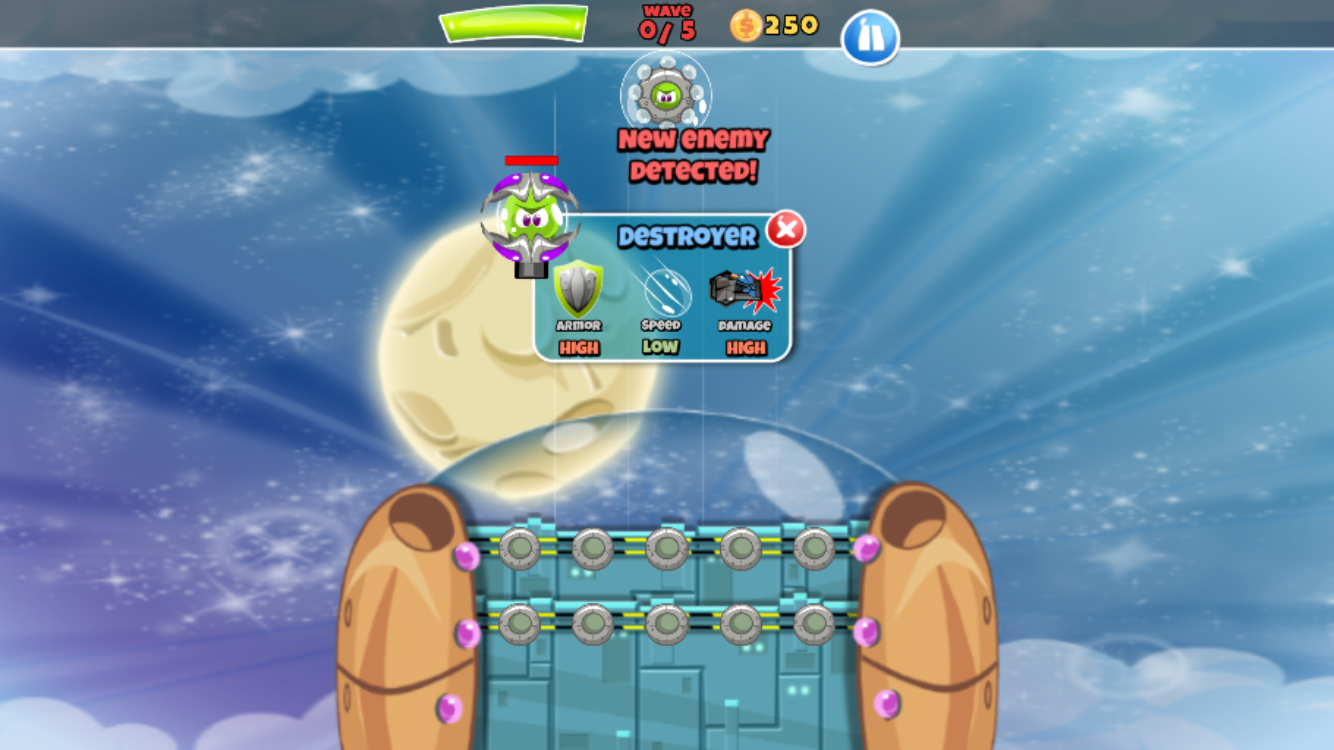 WAVE
0/5
250
NEW ENEMY
DETECTED!
DESTROYER
ARMOR SPEED DAMAGE
HIGH LOW HIGH